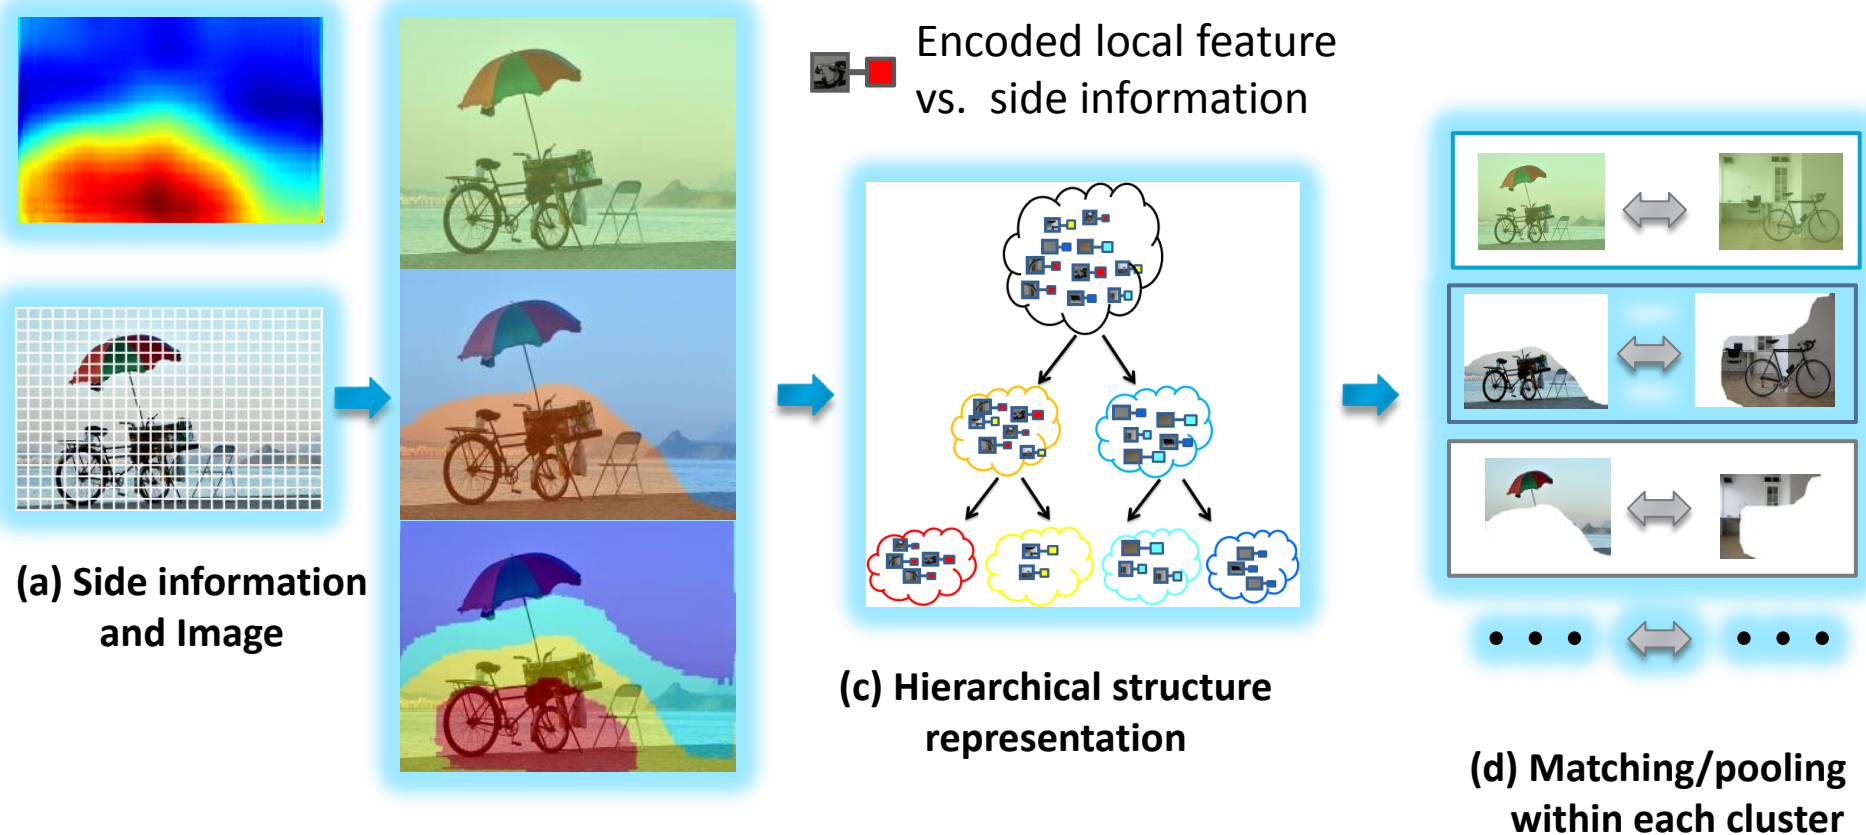 Encoded local feature
vs. side information
(a) Side information
and Image
(c) Hierarchical structure
representation
(d) Matching/pooling
within each cluster